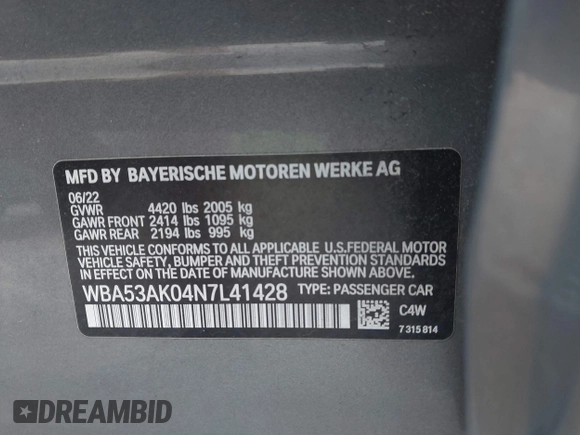 MFD BY BAYERISCHE MOTOREN WERKE AG
06/22
GVWR 4420 lbs 2005 kg
GAWR FRONT 2414 lbs 1095 kg
GAWR REAR 2194 lbs 995 kg
THIS VEHICLE CONFORMS TO ALL APPLICABLE U.S.FEDERAL MOTOR
VEHICLE SAFETY, BUMPER AND THEFT PREVENTION STANDARDS
IN EFFECT ON THE DATE OF MANUFACTURE SHOWN ABOVE.
WBA53AK04N7L41428 TYPE: PASSENGER CAR
C4W
7 315 814
DREAMBID